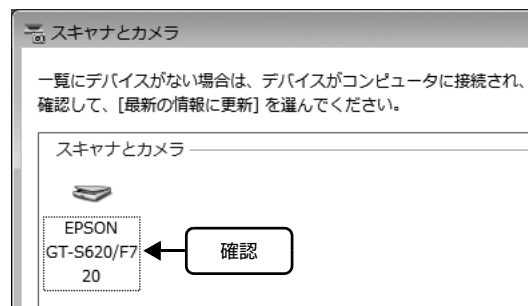 スキャナとカメラ
一覧にデバイスがない場合は、デバイスがコンピュータに接続され、
確認して、[最新の情報に更新] を選んでください。
スキャナとカメラ
EPSON
GT-S620/F7
20
確認